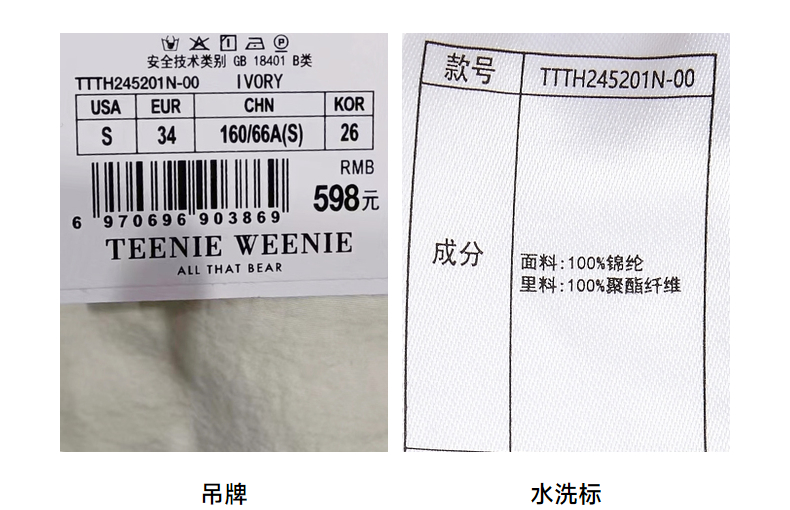 安全技术类别 GB 18401 B类
TTTH245201N-00 IVORY
USA EUR CHN KOR
S 34 160/66A(S) 26
RMB
598元
6 970696 903869
TEENIE WEENIE
ALL THAT BEAR
款号 TTTH245201N-00
成分
面料:100%锦纶
里料:100%聚酯纤维
吊牌 水洗标